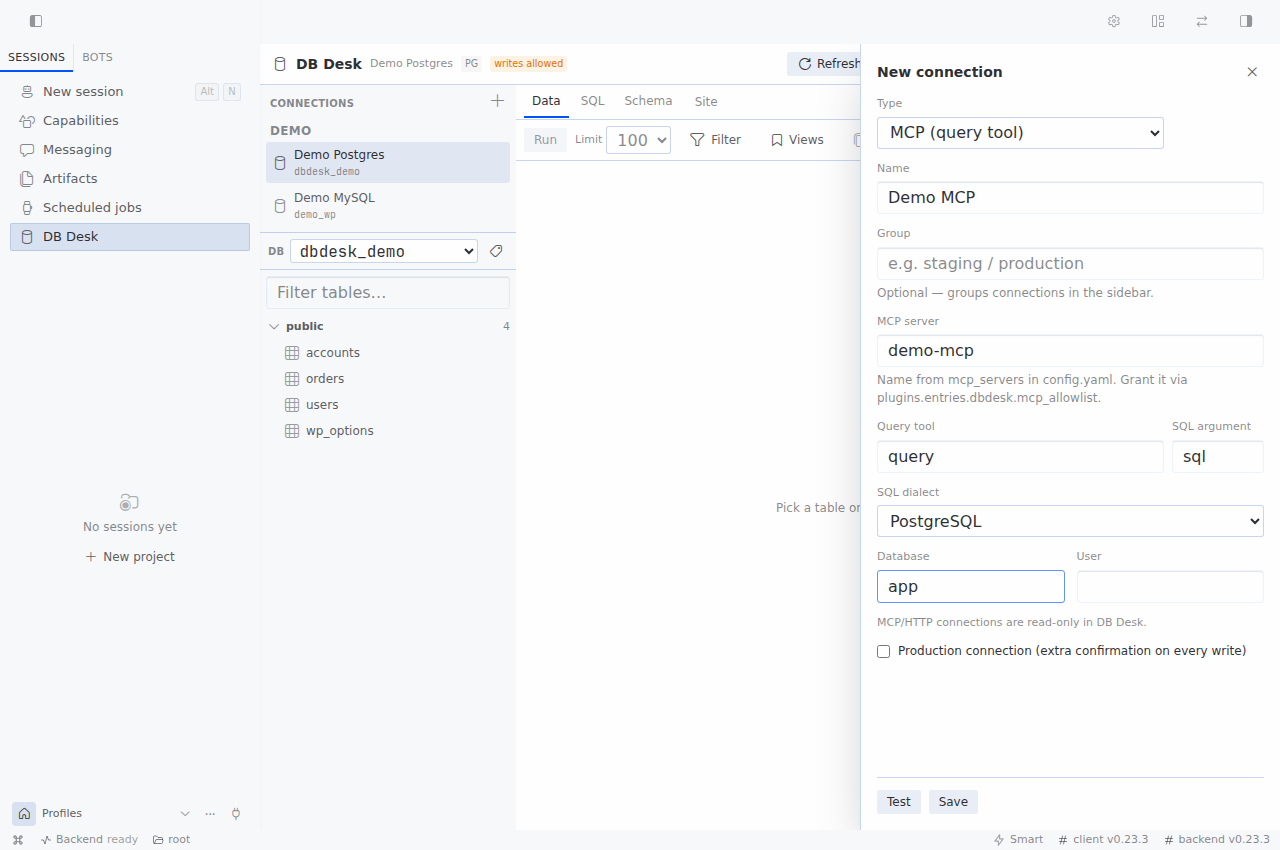 SESSIONS
BOTS
New session
Alt
N
Capabilities
Messaging
Artifacts
Scheduled jobs
DB Desk
No sessions yet
New project
Profiles
DB Desk
Demo Postgres
PG
writes allowed
Refresh
CONNECTIONS
DEMO
Demo Postgres
dbdesk_demo
Demo MySQL
demo_wp
DB
dbdesk_demo
Filter tables...
public
4
accounts
orders
users
wp_options
Data
SQL
Schema
Site
Run
Limit
100
Filter
Views
Pick a table or
New connection
Type
MCP (query tool)
Name
Demo MCP
Group
e.g. staging / production
Optional — groups connections in the sidebar.
MCP server
demo-mcp
Name from mcp_servers in config.yaml. Grant it via
plugins.entries.dbdesk.mcp_allowlist.
Query tool
SQL argument
query
sql
SQL dialect
PostgreSQL
Database
User
app
MCP/HTTP connections are read-only in DB Desk.
Production connection (extra confirmation on every write)
Test
Save
Backend ready
root
Smart
client v0.23.3
backend v0.23.3